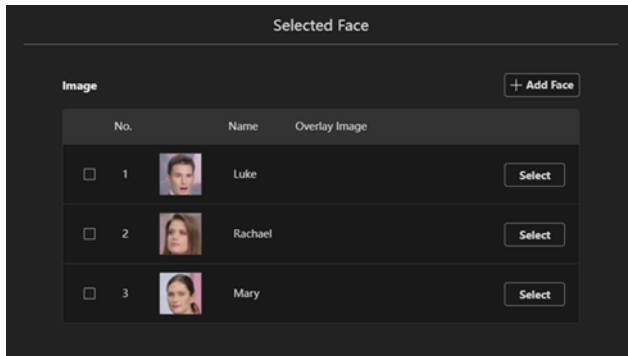 Selected Face
Image
+ Add Face
No. Name Overlay Image
1 Luke Select
2 Rachael Select
3 Mary Select